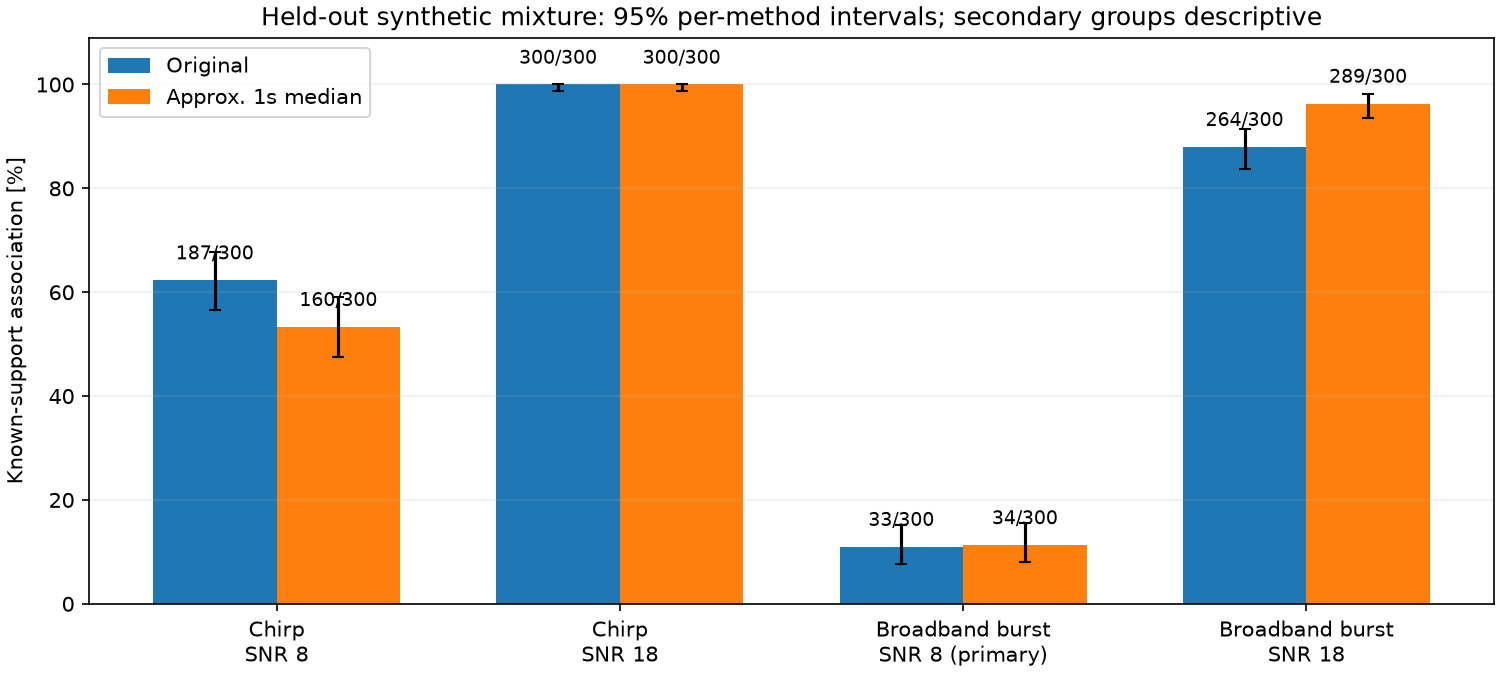 Held-out synthetic mixture: 95% per-method intervals; secondary groups descriptive
Original
Approx. 1s median
Known-support association [%]
100
80
60
40
20
0
187/300
160/300
300/300
300/300
33/300
34/300
264/300
289/300
Chirp
SNR 8
Chirp
SNR 18
Broadband burst
SNR 8 (primary)
Broadband burst
SNR 18